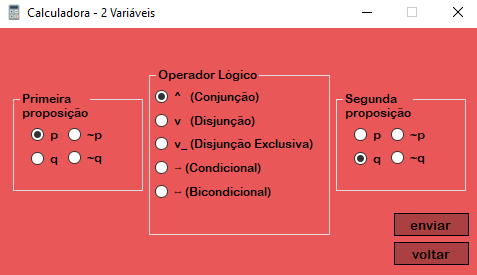 Calculadora - 2 Variáveis
Primeira
proposição
p ~p
q ~q
Operador Lógico
^ (Conjunção)
v (Disjunção)
v_ (Disjunção Exclusiva)
→ (Condicional)
↔ (Bicondicional)
Segunda
proposição
p ~p
q ~q
enviar
voltar